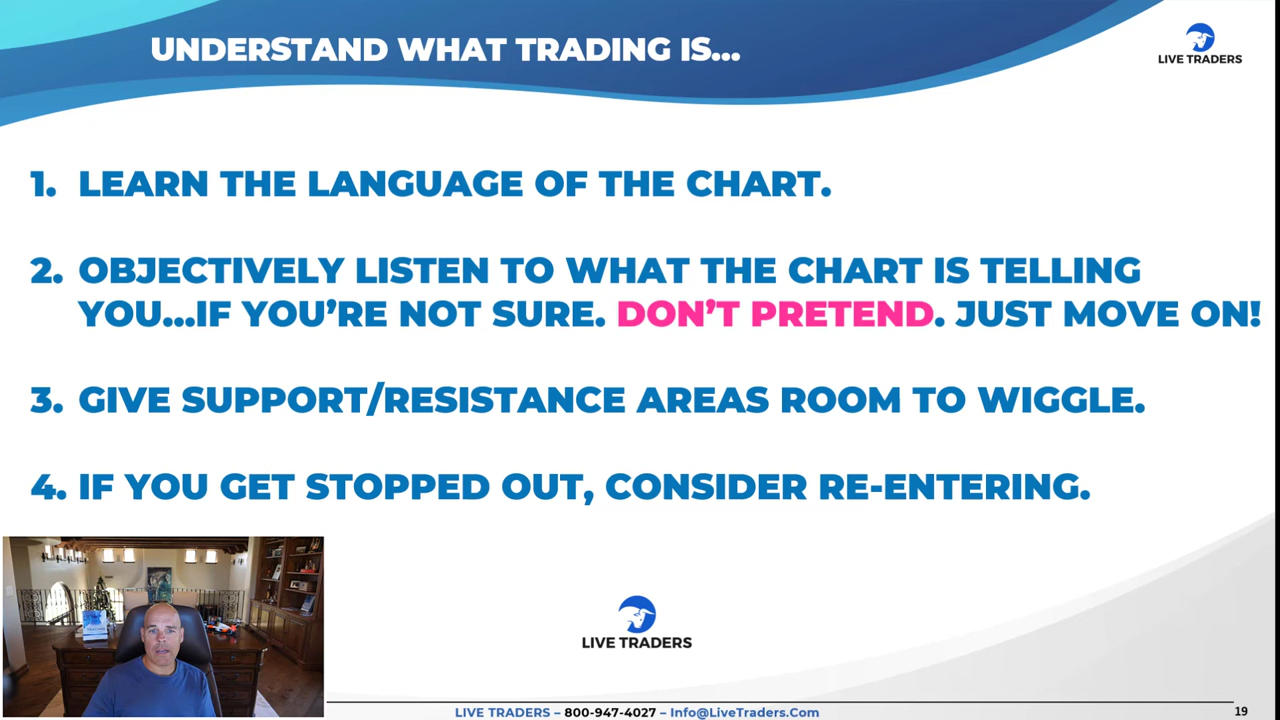 UNDERSTAND WHAT TRADING IS...
LIVE TRADERS
1. LEARN THE LANGUAGE OF THE CHART.
2. OBJECTIVELY LISTEN TO WHAT THE CHART IS TELLING
YOU...IF YOU'RE NOT SURE. DON'T PRETEND. JUST MOVE ON!
3. GIVE SUPPORT/RESISTANCE AREAS ROOM TO WIGGLE.
4. IF YOU GET STOPPED OUT, CONSIDER RE-ENTERING.
LIVE TRADERS
LIVE TRADERS – 800-947-4027 – Info@LiveTraders.Com
19